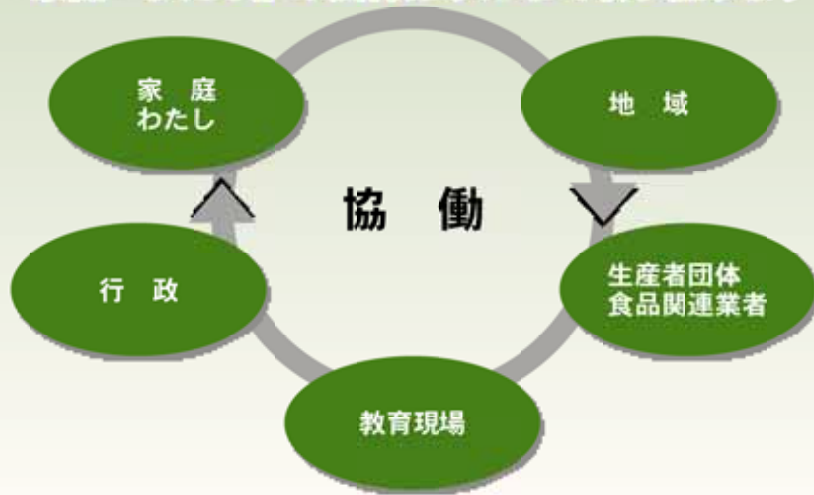 家　庭
わたし
地　域
協　働
行　政
生産者団体
食品関連業者
教育現場